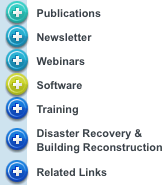 Publications
Newsletter
Webinars
Software
Training
Disaster Recovery &
Building Reconstruction
Related Links